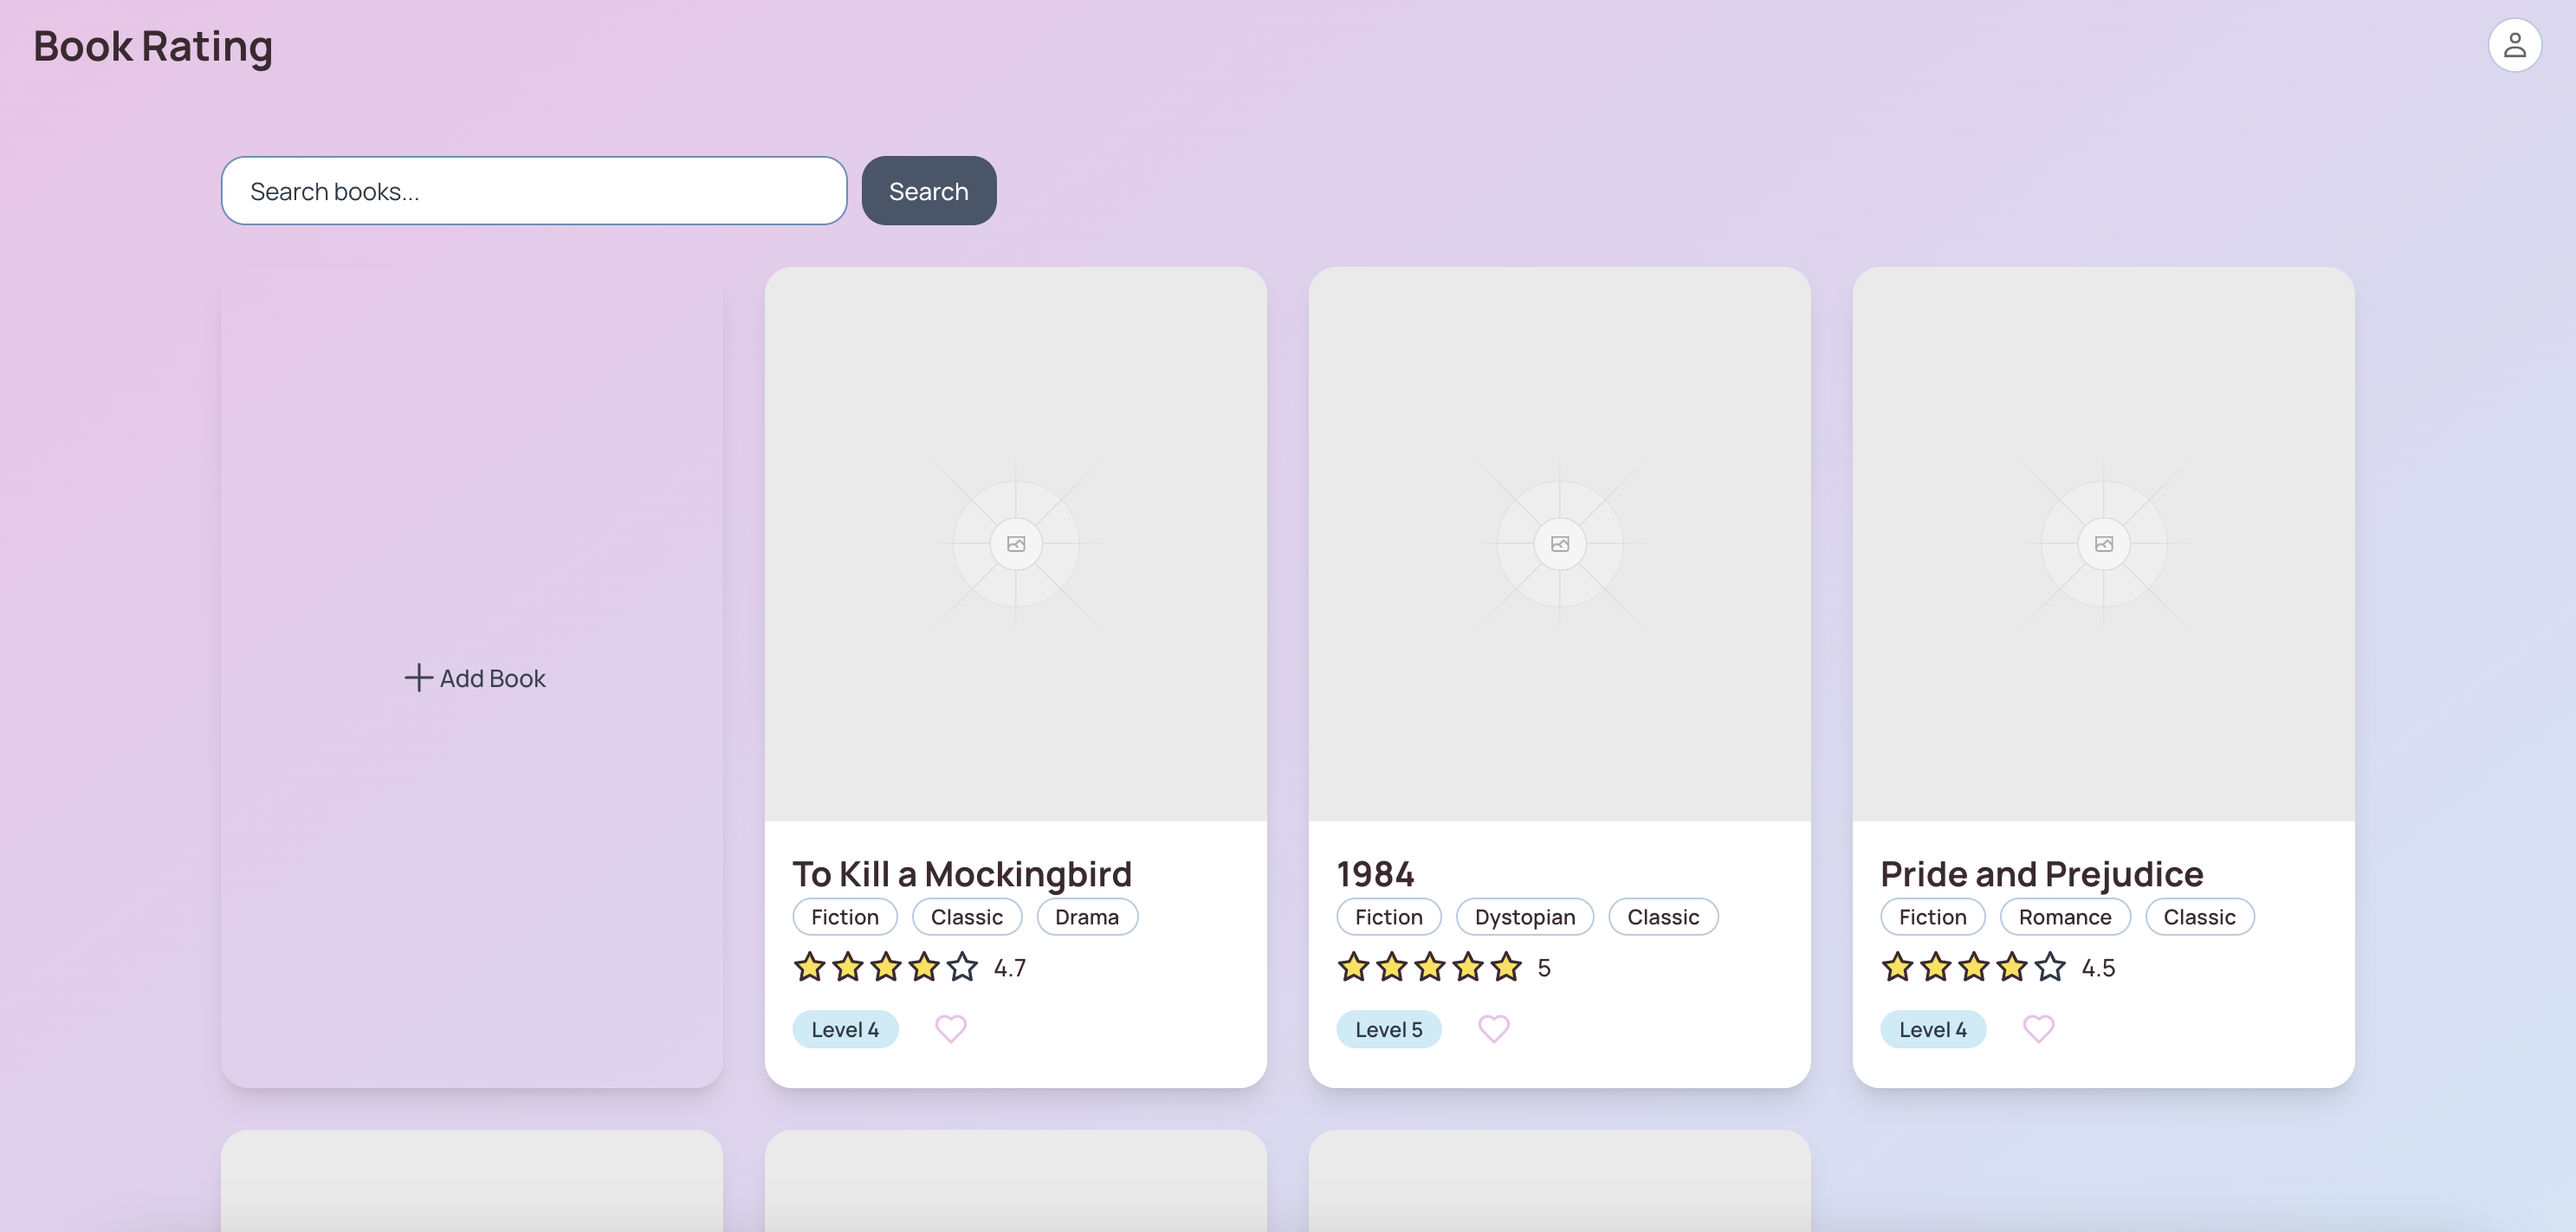 Book Rating
Search books...
Search
Add Book
To Kill a Mockingbird
Fiction Classic Drama
4.7
Level 4
1984
Fiction Dystopian Classic
5
Level 5
Pride and Prejudice
Fiction Romance Classic
4.5
Level 4